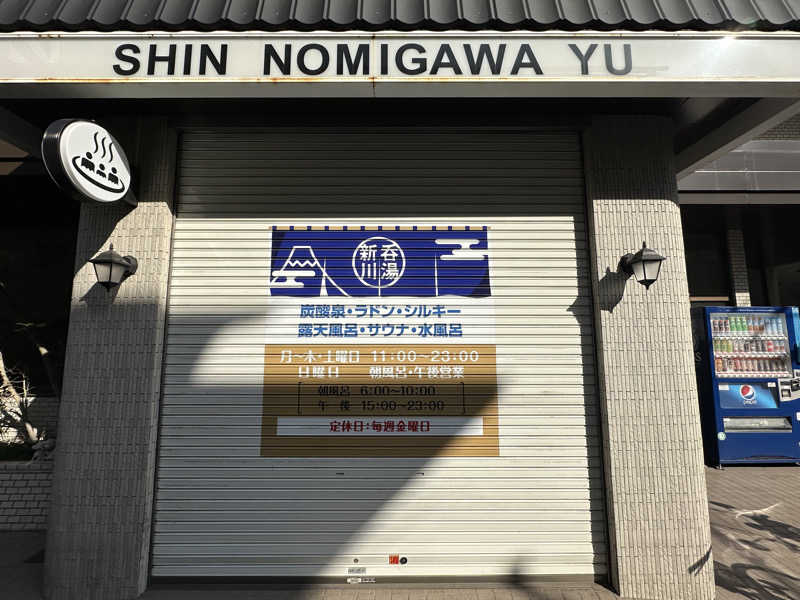 SHIN NOMIGAWA YU
新 呑
川 湯
炭酸泉・ラドン・シルキー
露天風呂・サウナ・水風呂
月～木・土曜日 11:00～23:00
日曜日 朝風呂・午後営業
朝風呂 6:00～10:00
午 後 15:00～23:00
定休日：毎週金曜日
pepsi